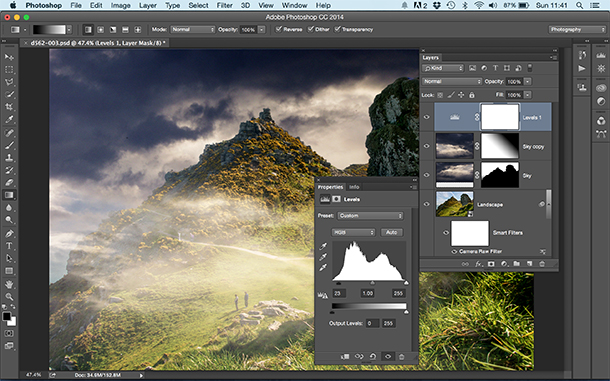 Photoshop File Edit Image Layer Type Select Filter 3D View Window Help 2 87% Sun 11:41
Adobe Photoshop CC 2014
Mode: Normal Opacity: 100% Reverse Dither Transparency Photography
× d562-003.psd @ 47.4% (Levels 1, Layer Mask/8) *
Layers
Kind
Normal Opacity: 100%
Lock: Fill: 100%
Levels 1
Sky copy
Sky
Landscape
Smart Filters
Camera Raw Filter
Properties Info
Levels
Preset: Custom
RGB Auto
23 1.00 255
Output Levels: 0 255
47.4% Doc: 34.8M/152.8M